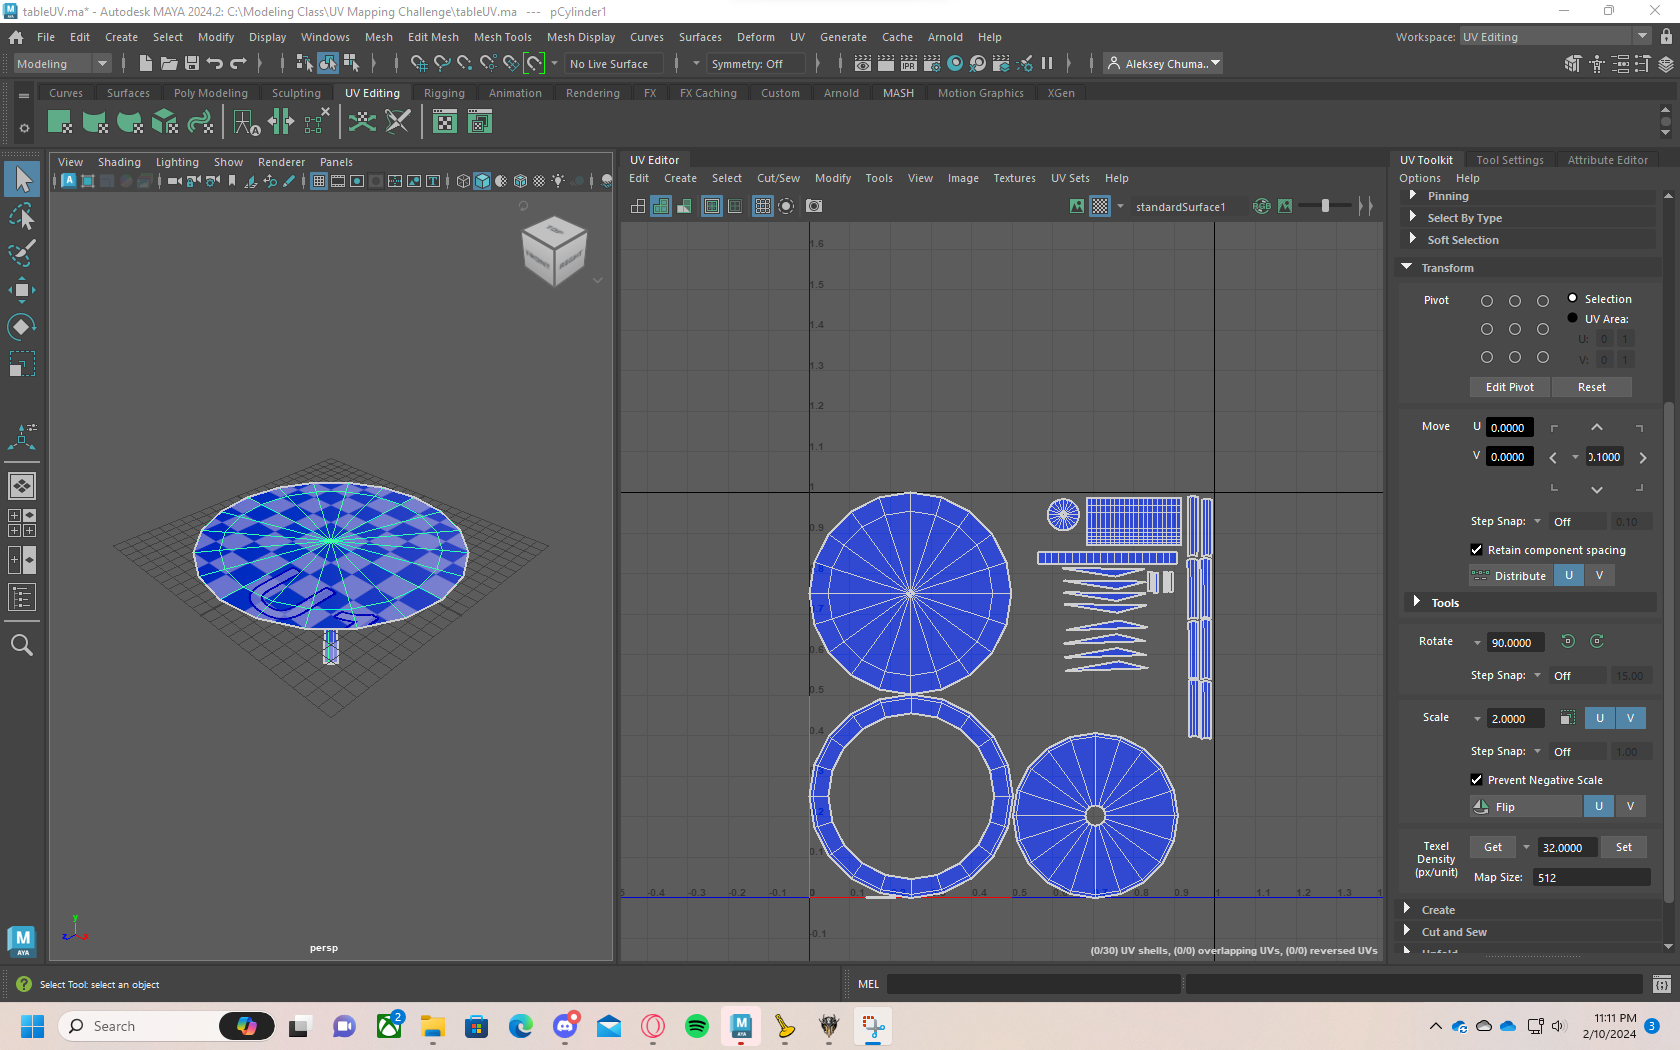 tableUV.ma* - Autodesk MAYA 2024.2: C:\Modeling Class\UV Mapping Challenge\tableUV.ma --- pCylinder1
File Edit Create Select Modify Display Windows Mesh Edit Mesh Mesh Tools Mesh Display Curves Surfaces Deform UV Generate Cache Arnold Help
Workspace: UV Editing
Modeling No Live Surface Symmetry: Off Aleksey Chuma..
Curves Surfaces Poly Modeling Sculpting UV Editing Rigging Animation Rendering FX FX Caching Custom Arnold MASH Motion Graphics XGen
View Shading Lighting Show Renderer Panels
TOP
FRONT RIGHT
y
z x
persp
UV Editor
Edit Create Select Cut/Sew Modify Tools View Image Textures UV Sets Help
standardSurface1
1.6
1.5
1.4
1.3
1.2
1.1
1
0.9
0.7
0.6
0.5
0.4
0.2
0.1
-0.4 -0.3 -0.2 -0.1 0 0.1 0.4 0.5 0.9 1 1.1 1.2 1.3
-0.1
(0/30) UV shells, (0/0) overlapping UVs, (0/0) reversed UVs
UV Toolkit Tool Settings Attribute Editor
Options Help
Pinning
Select By Type
Soft Selection
Transform
Pivot Selection
UV Area:
U: 0 1
V: 0 1
Edit Pivot Reset
Move U 0.0000
V 0.0000 0.1000
Step Snap: Off 0.10
Retain component spacing
Distribute U V
Tools
Rotate 90.0000
Step Snap: Off 15.00
Scale 2.0000 U V
Step Snap: Off 1.00
Prevent Negative Scale
Flip U V
Texel Density (px/unit) Get 32.0000 Set
Map Size: 512
Create
Cut and Sew
Select Tool: select an object
MEL
M
AYA
Search
2
11:11 PM
2/10/2024
3